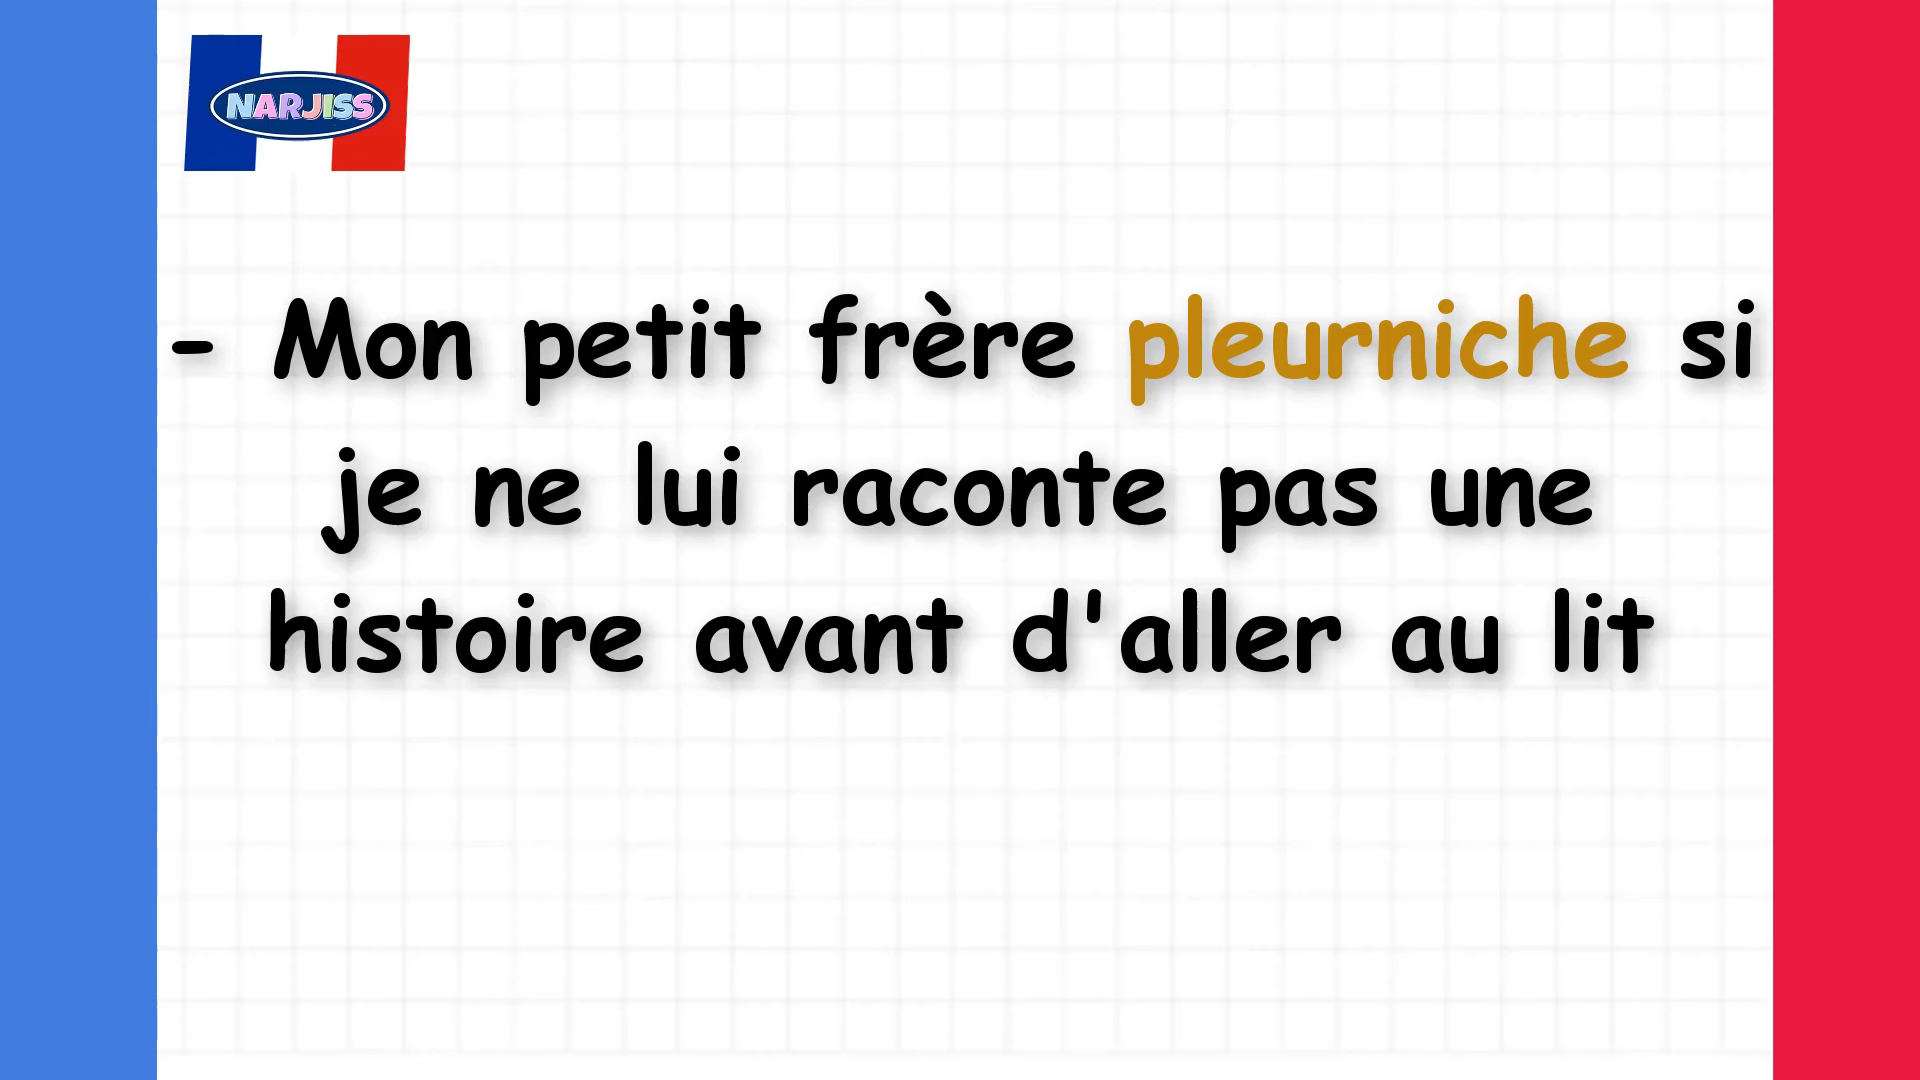 NARJISS
- Mon petit frère pleurniche si
je ne lui raconte pas une
histoire avant d'aller au lit